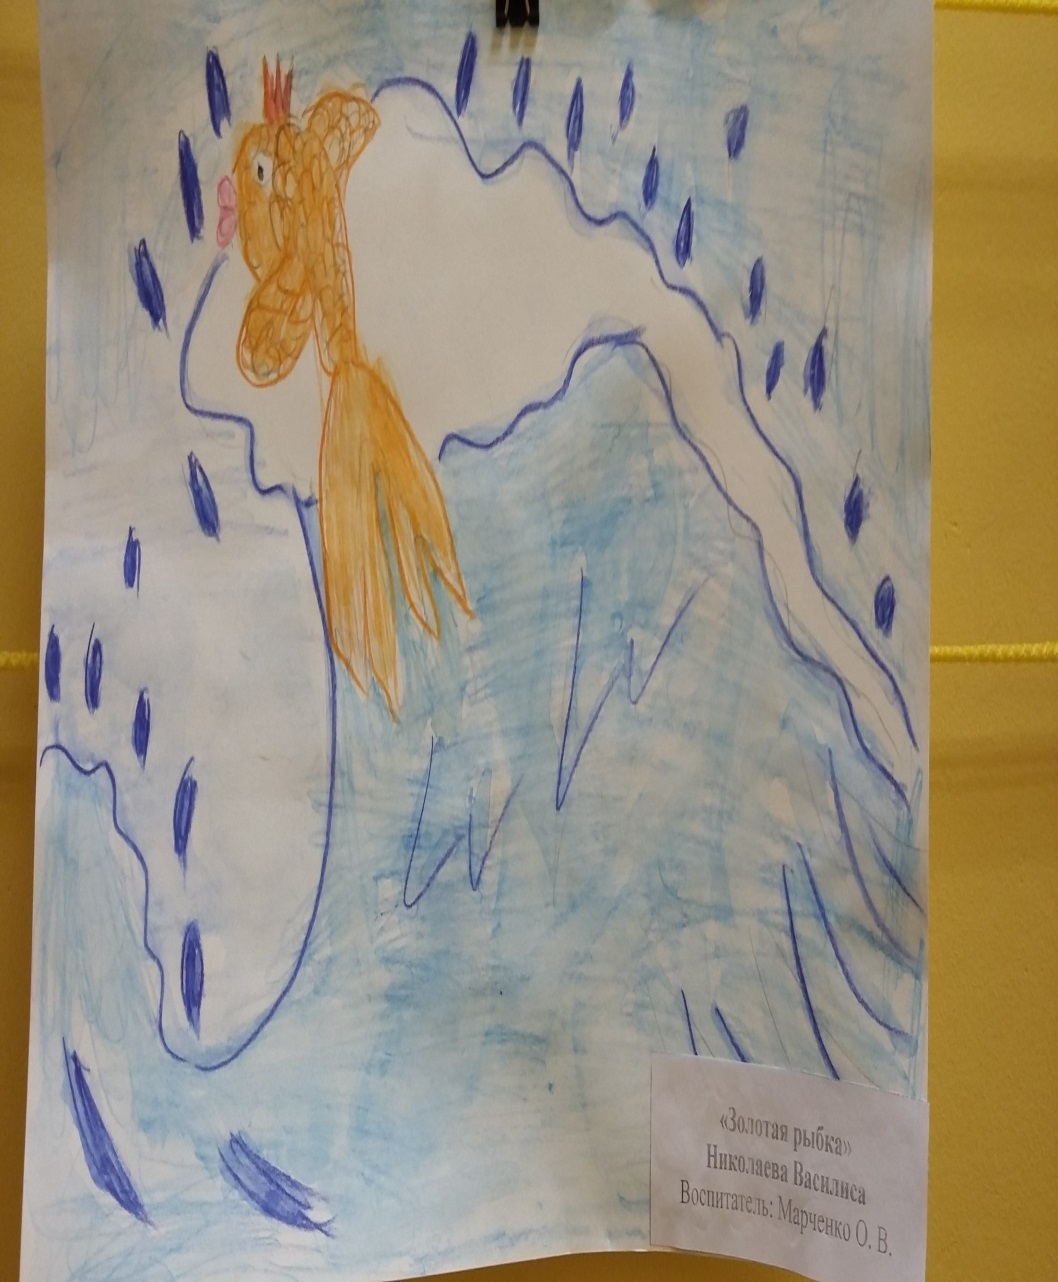 «Золотая рыбка»
Николаева Василиса
Воспитатель: Марченко О. В.